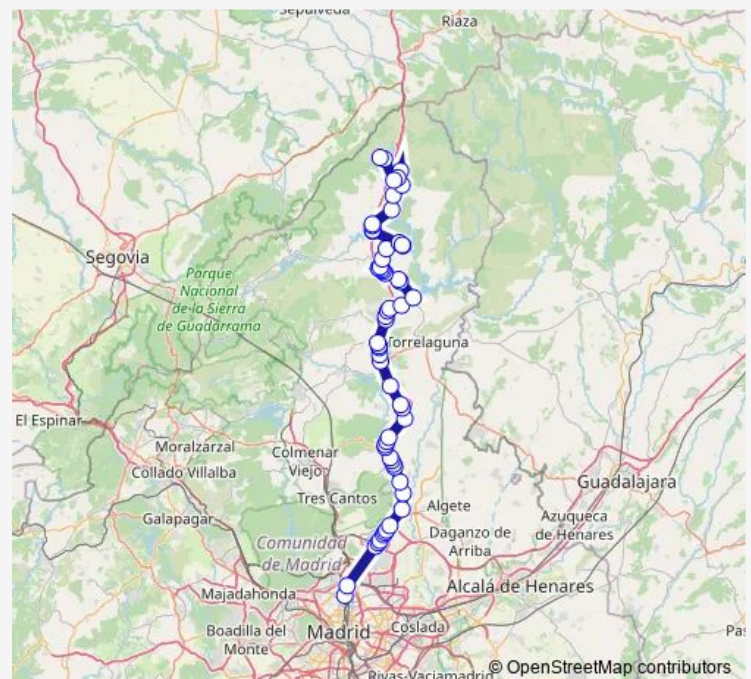 Sepúlveda
Riaza
Segovia
Parque
Nacional
de la Sierra
de Guadarrama
Torrelaguna
El Espinar
Moralzarzal
Colmenar
Viejo
Collado Villalba
Guadalajara
Tres Cantos
Galapagar
Algete
Azuqueca
de Henares
Comunidad
de Madrid
Daganzo de
Arriba
Majadahonda
Alcalá de Henares
Boadilla del
Monte
Madrid
Coslada
Pas
Rivas-Vaciamadrid
© OpenStreetMap contributors